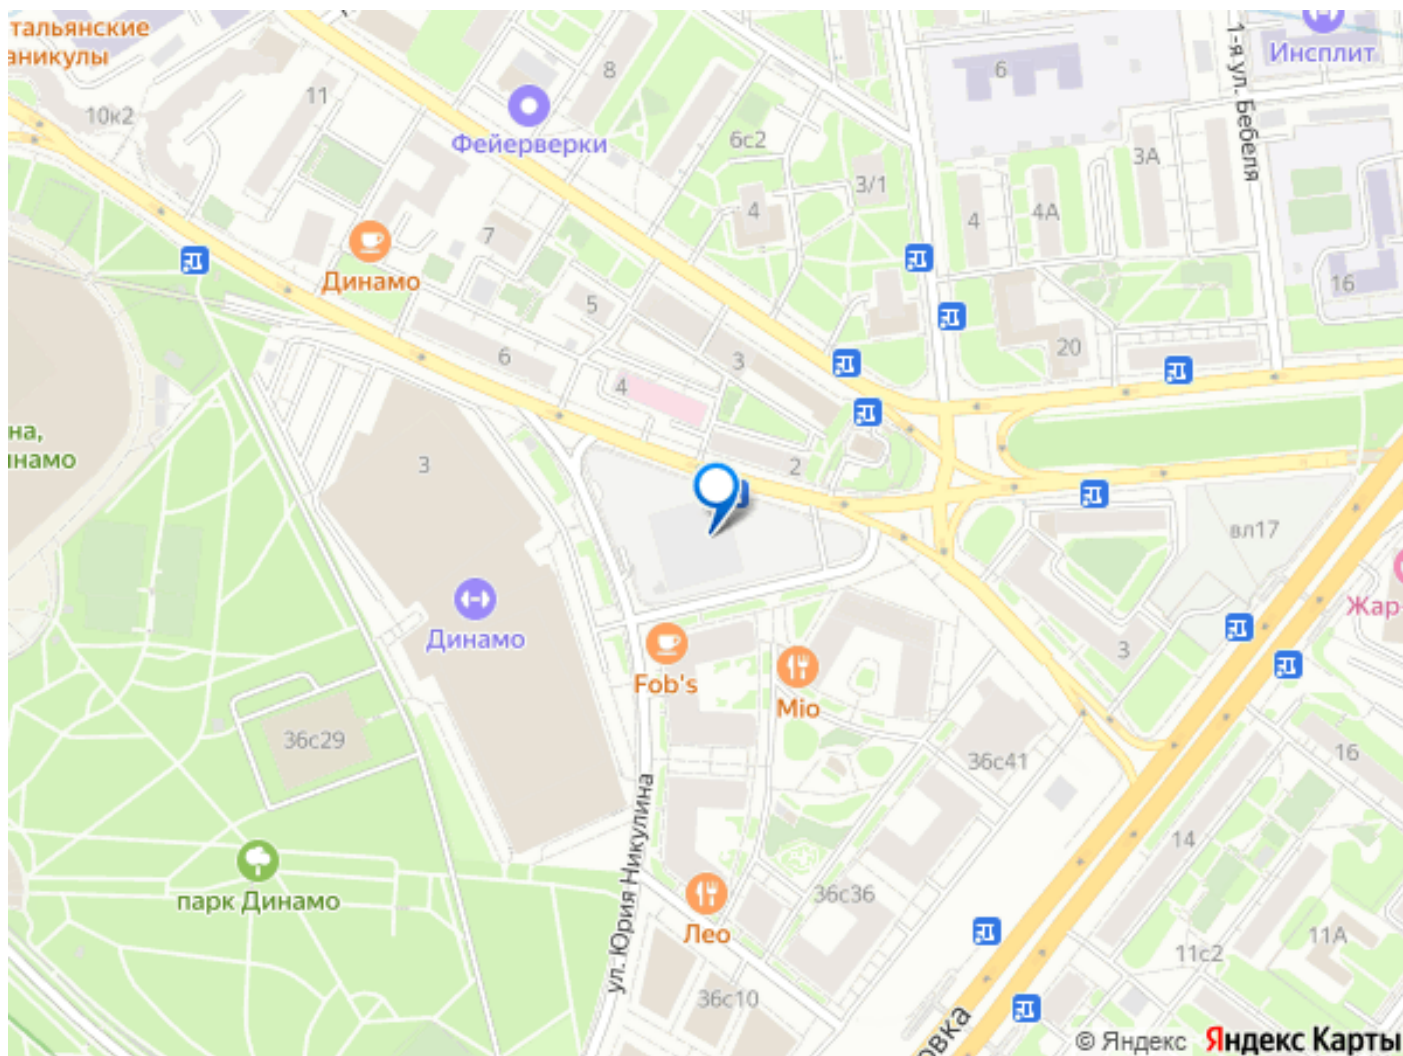 тальянские
аникулы
10к2
11
8
Фейерверки
6с2
6
Инсплит
1-я ул. Бебеля
3А
3/1
4
4
4А
16
7
Динамо
5
6
3
4
20
на,
инамо
3
2
вл17
Динамо
Жар-
Fob's
Mio
3
36с29
36с41
16
ул. Юрия Никулина
14
парк Динамо
36с36
Лео
11А
11с2
36с10
овка
© Яндекс Яндекс Карты